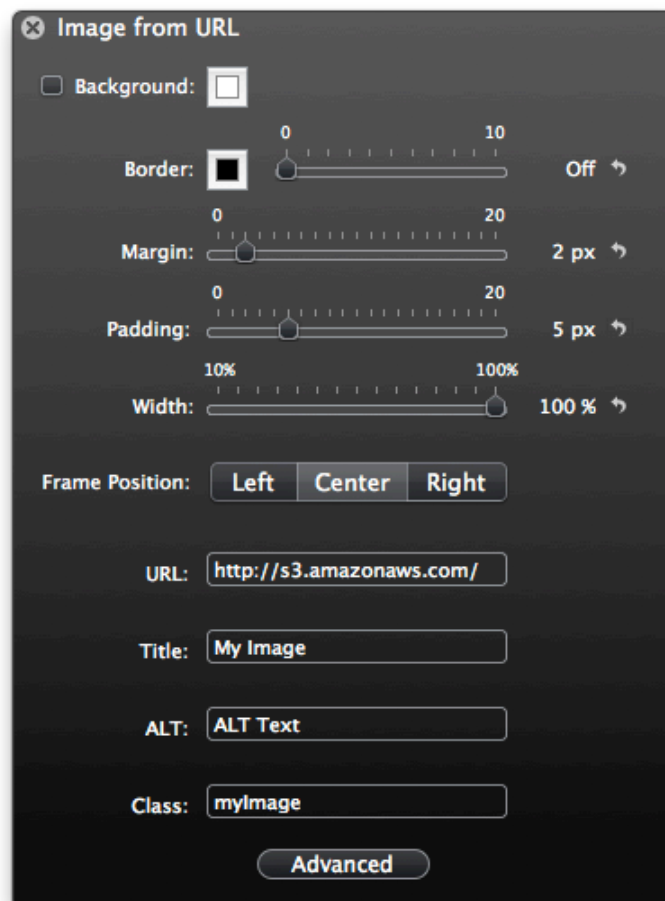 Image from URL
Background:
0 10
Border: Off
0 20
Margin: 2 px
0 20
Padding: 5 px
10% 100%
Width: 100 %
Frame Position: Left Center Right
URL: http://s3.amazonaws.com/
Title: My Image
ALT: ALT Text
Class: myImage
Advanced